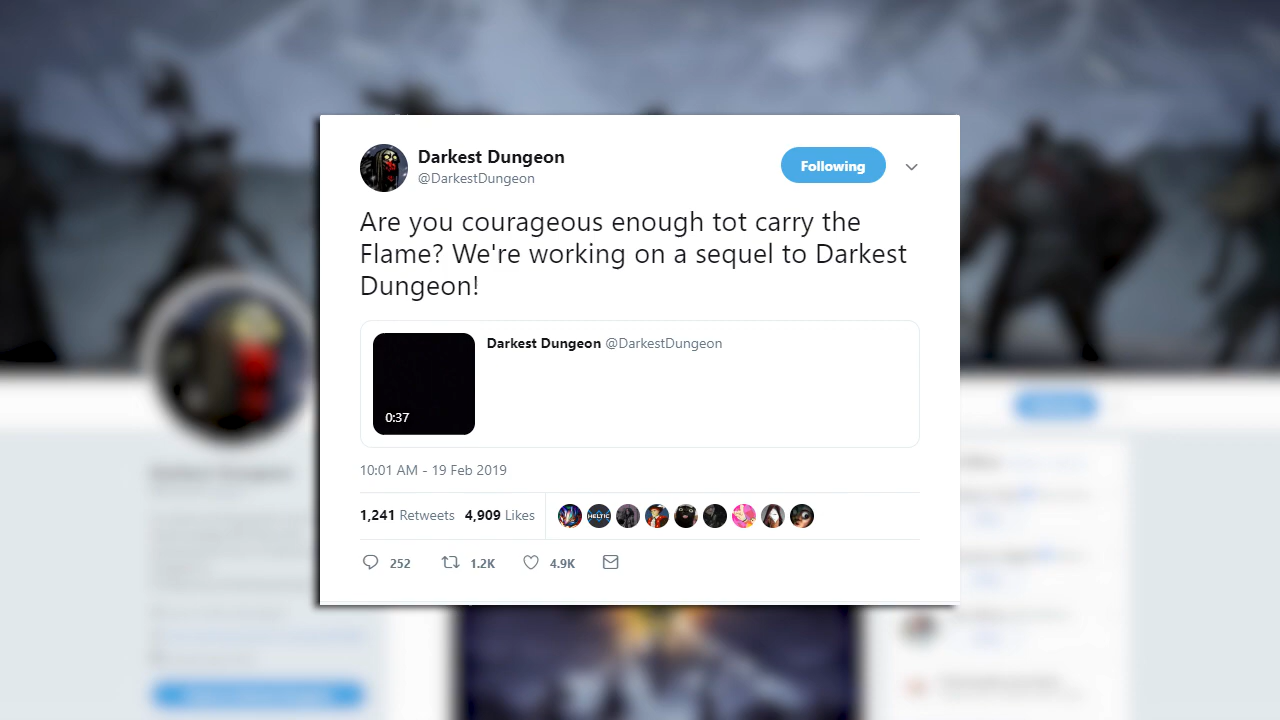 Darkest Dungeon
@DarkestDungeon
Following
Are you courageous enough tot carry the
Flame? We're working on a sequel to Darkest
Dungeon!
Darkest Dungeon @DarkestDungeon
0:37
10:01 AM - 19 Feb 2019
1,241 Retweets 4,909 Likes
HELTIC
252 1.2K 4.9K